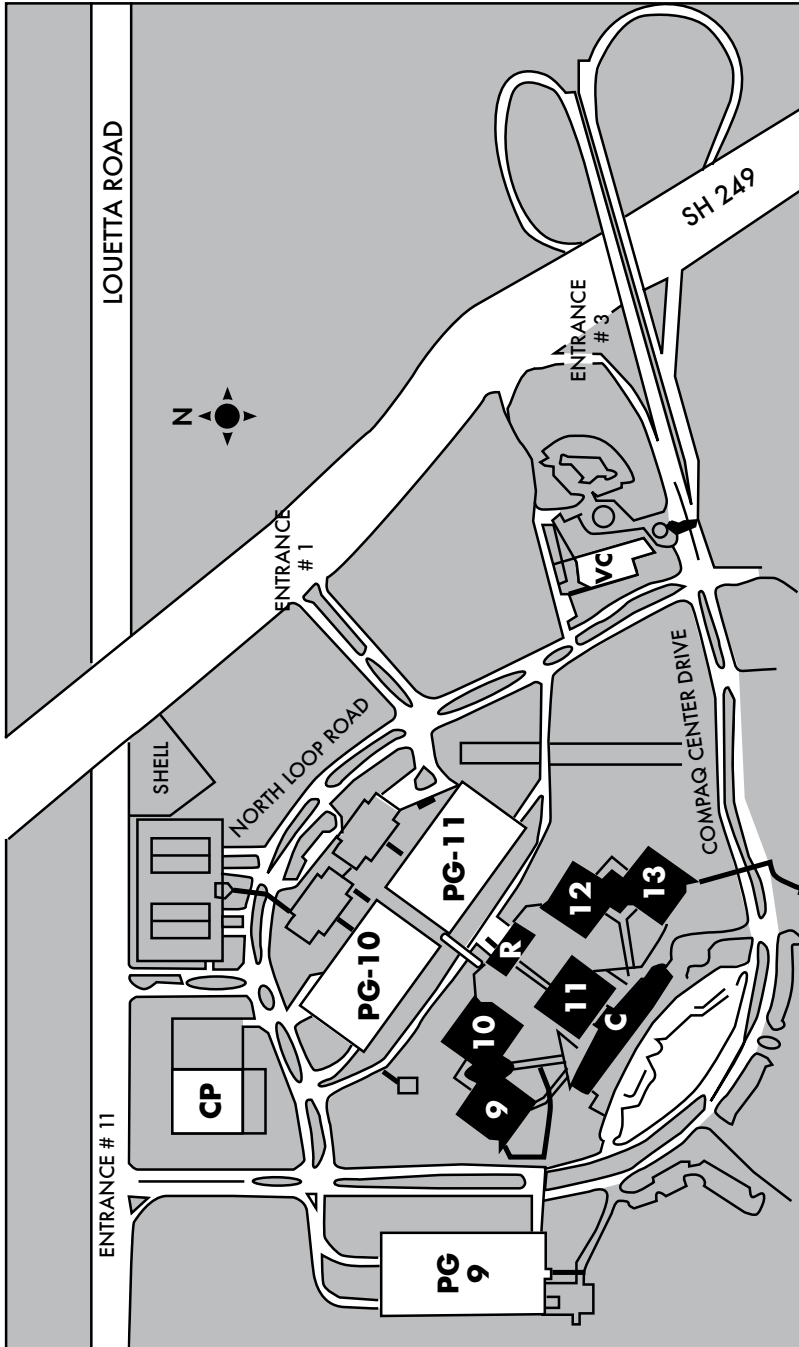 LOUETTA ROAD
SH 249
ENTRANCE
# 3
N
ENTRANCE
# 1
SHELL
NORTH LOOP ROAD
VC
COMPAQ CENTER DRIVE
PG-11
PG-10
12
13
R
11
C
10
9
CP
ENTRANCE # 11
PG
9